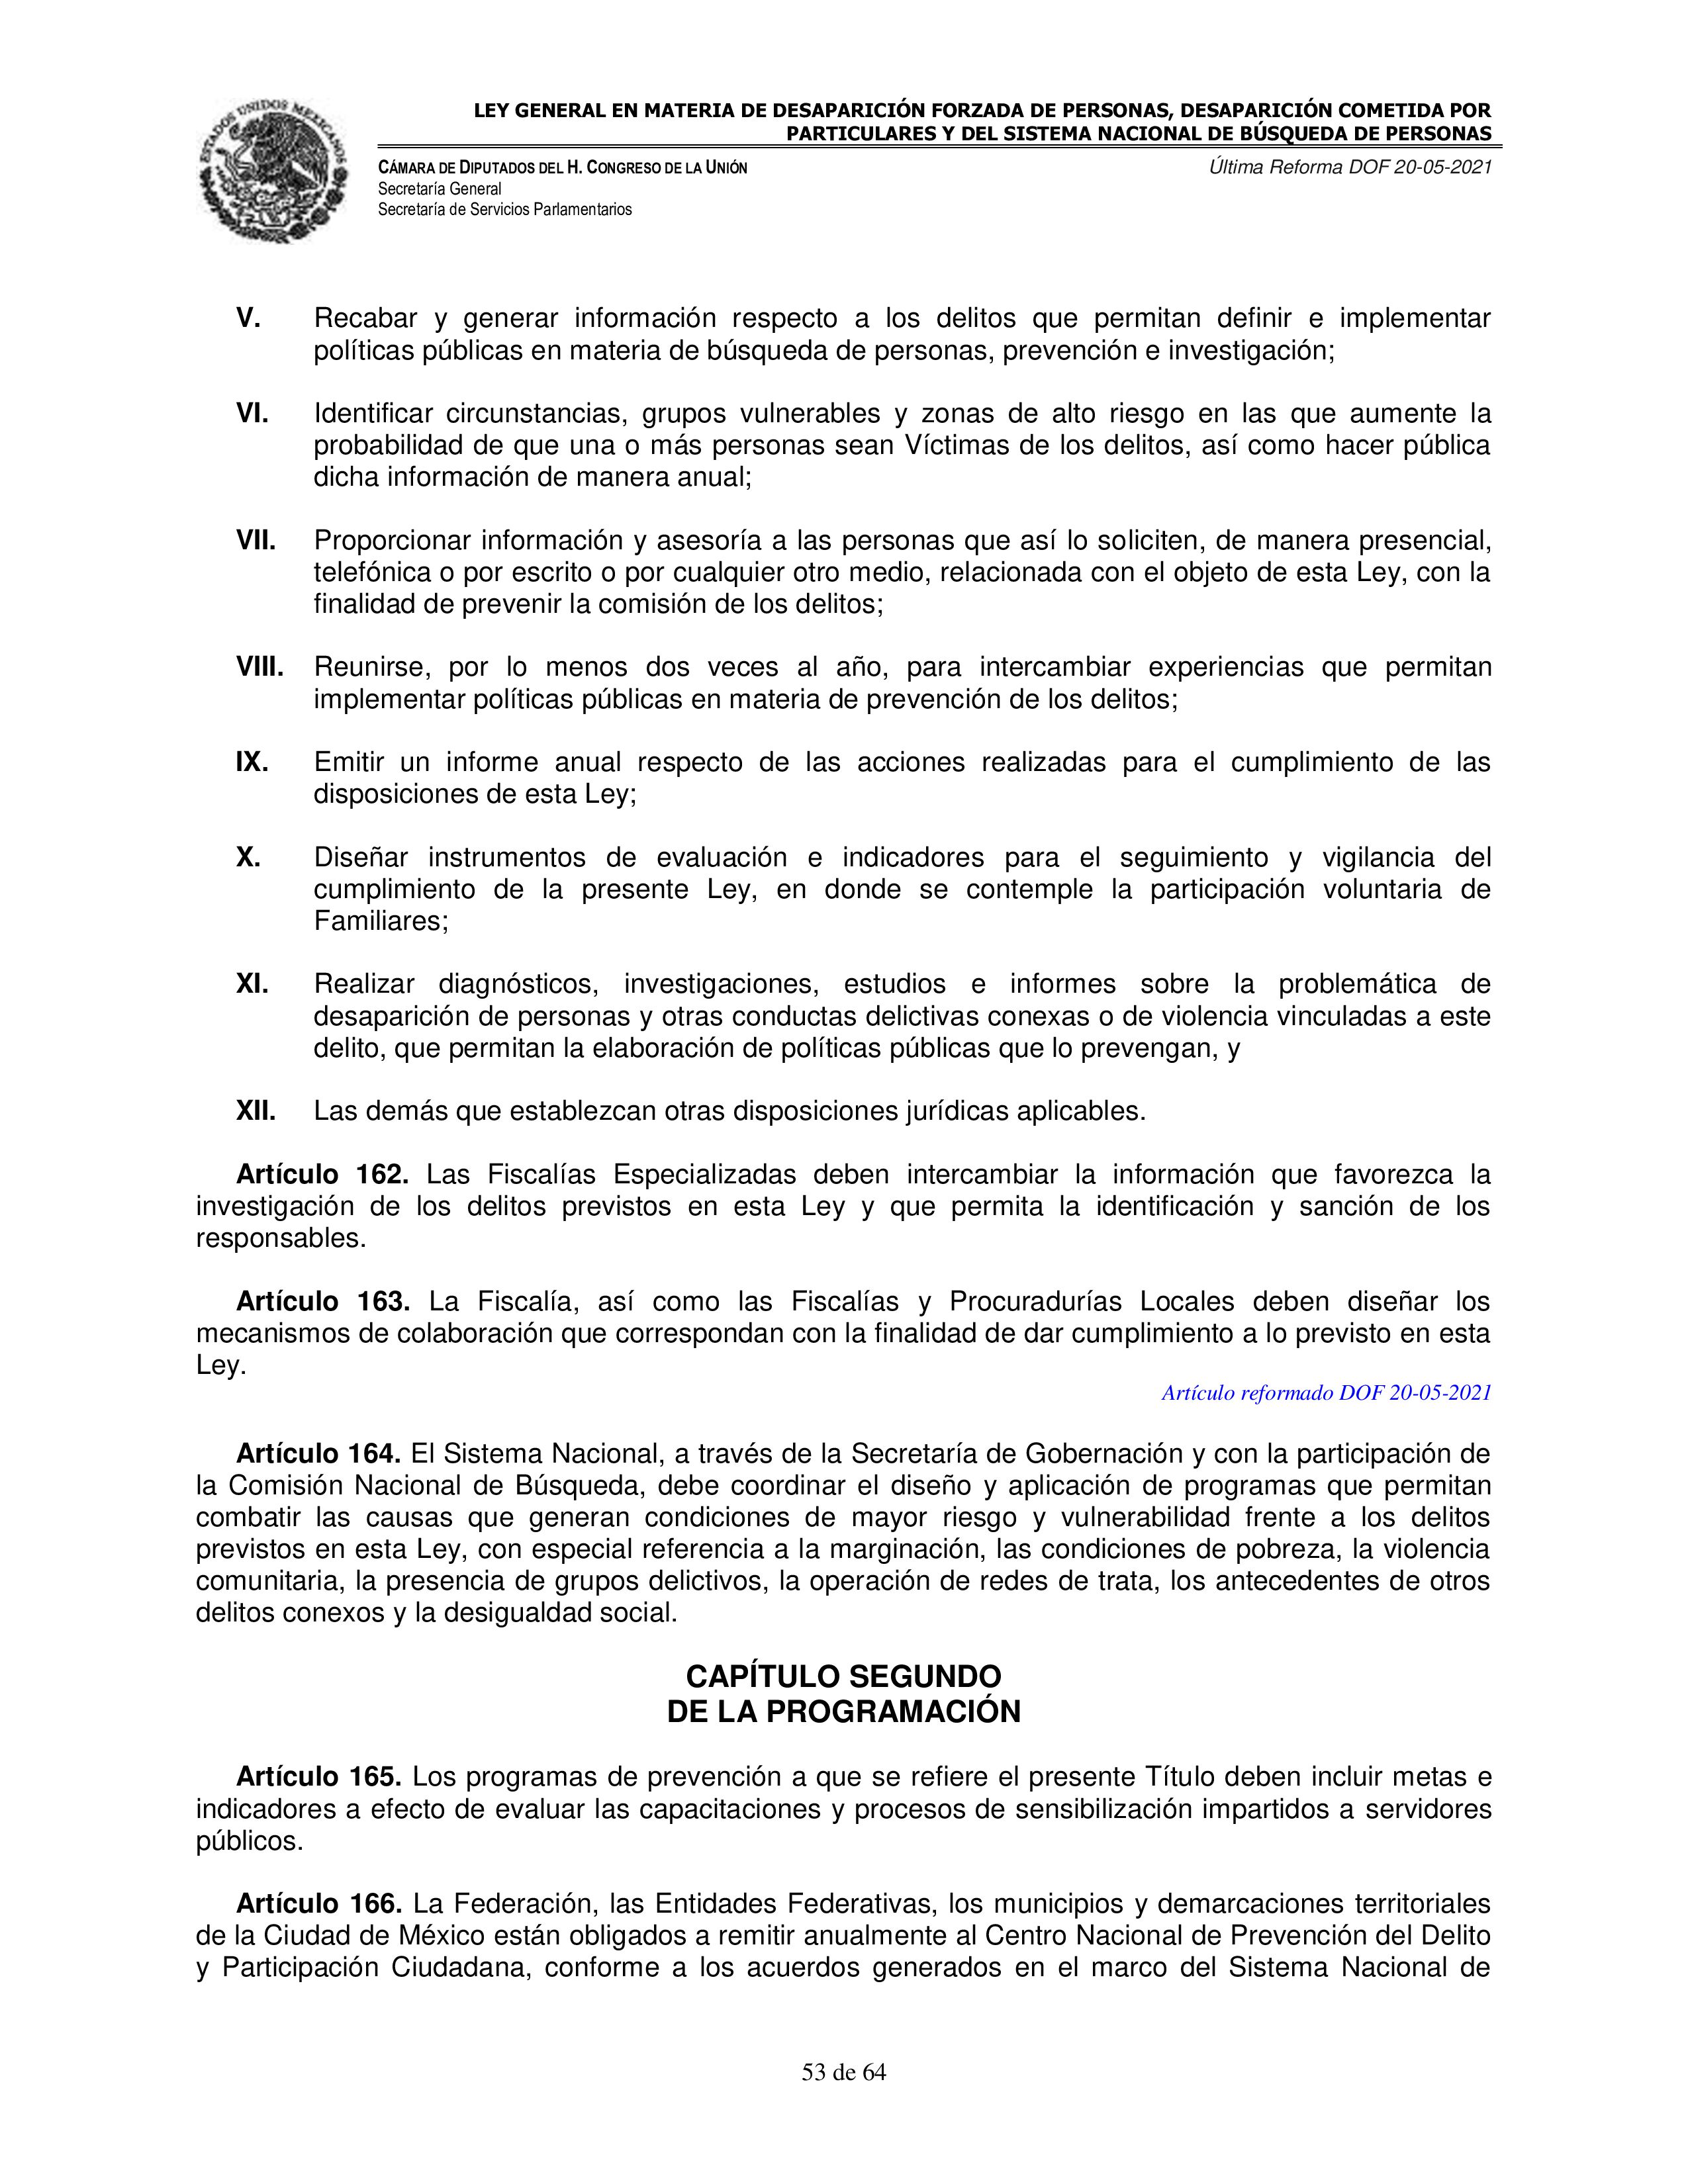 ESTADOS UNIDOS MEXICANOS
LEY GENERAL EN MATERIA DE DESAPARICIÓN FORZADA DE PERSONAS, DESAPARICIÓN COMETIDA POR
PARTICULARES Y DEL SISTEMA NACIONAL DE BÚSQUEDA DE PERSONAS
CÁMARA DE DIPUTADOS DEL H. CONGRESO DE LA UNIÓN
Secretaría General
Secretaría de Servicios Parlamentarios
Última Reforma DOF 20-05-2021
V. Recabar y generar información respecto a los delitos que permitan definir e implementar
políticas públicas en materia de búsqueda de personas, prevención e investigación;
VI. Identificar circunstancias, grupos vulnerables y zonas de alto riesgo en las que aumente la
probabilidad de que una o más personas sean Víctimas de los delitos, así como hacer pública
dicha información de manera anual;
VII. Proporcionar información y asesoría a las personas que así lo soliciten, de manera presencial,
telefónica o por escrito o por cualquier otro medio, relacionada con el objeto de esta Ley, con la
finalidad de prevenir la comisión de los delitos;
VIII. Reunirse, por lo menos dos veces al año, para intercambiar experiencias que permitan
implementar políticas públicas en materia de prevención de los delitos;
IX. Emitir un informe anual respecto de las acciones realizadas para el cumplimiento de las
disposiciones de esta Ley;
X. Diseñar instrumentos de evaluación e indicadores para el seguimiento y vigilancia del
cumplimiento de la presente Ley, en donde se contemple la participación voluntaria de
Familiares;
XI. Realizar diagnósticos, investigaciones, estudios e informes sobre la problemática de
desaparición de personas y otras conductas delictivas conexas o de violencia vinculadas a este
delito, que permitan la elaboración de políticas públicas que lo prevengan, y
XII. Las demás que establezcan otras disposiciones jurídicas aplicables.
Artículo 162. Las Fiscalías Especializadas deben intercambiar la información que favorezca la
investigación de los delitos previstos en esta Ley y que permita la identificación y sanción de los
responsables.
Artículo 163. La Fiscalía, así como las Fiscalías y Procuradurías Locales deben diseñar los
mecanismos de colaboración que correspondan con la finalidad de dar cumplimiento a lo previsto en esta
Ley.
Artículo reformado DOF 20-05-2021
Artículo 164. El Sistema Nacional, a través de la Secretaría de Gobernación y con la participación de
la Comisión Nacional de Búsqueda, debe coordinar el diseño y aplicación de programas que permitan
combatir las causas que generan condiciones de mayor riesgo y vulnerabilidad frente a los delitos
previstos en esta Ley, con especial referencia a la marginación, las condiciones de pobreza, la violencia
comunitaria, la presencia de grupos delictivos, la operación de redes de trata, los antecedentes de otros
delitos conexos y la desigualdad social.
CAPÍTULO SEGUNDO
DE LA PROGRAMACIÓN
Artículo 165. Los programas de prevención a que se refiere el presente Título deben incluir metas e
indicadores a efecto de evaluar las capacitaciones y procesos de sensibilización impartidos a servidores
públicos.
Artículo 166. La Federación, las Entidades Federativas, los municipios y demarcaciones territoriales
de la Ciudad de México están obligados a remitir anualmente al Centro Nacional de Prevención del Delito
y Participación Ciudadana, conforme a los acuerdos generados en el marco del Sistema Nacional de
53 de 64